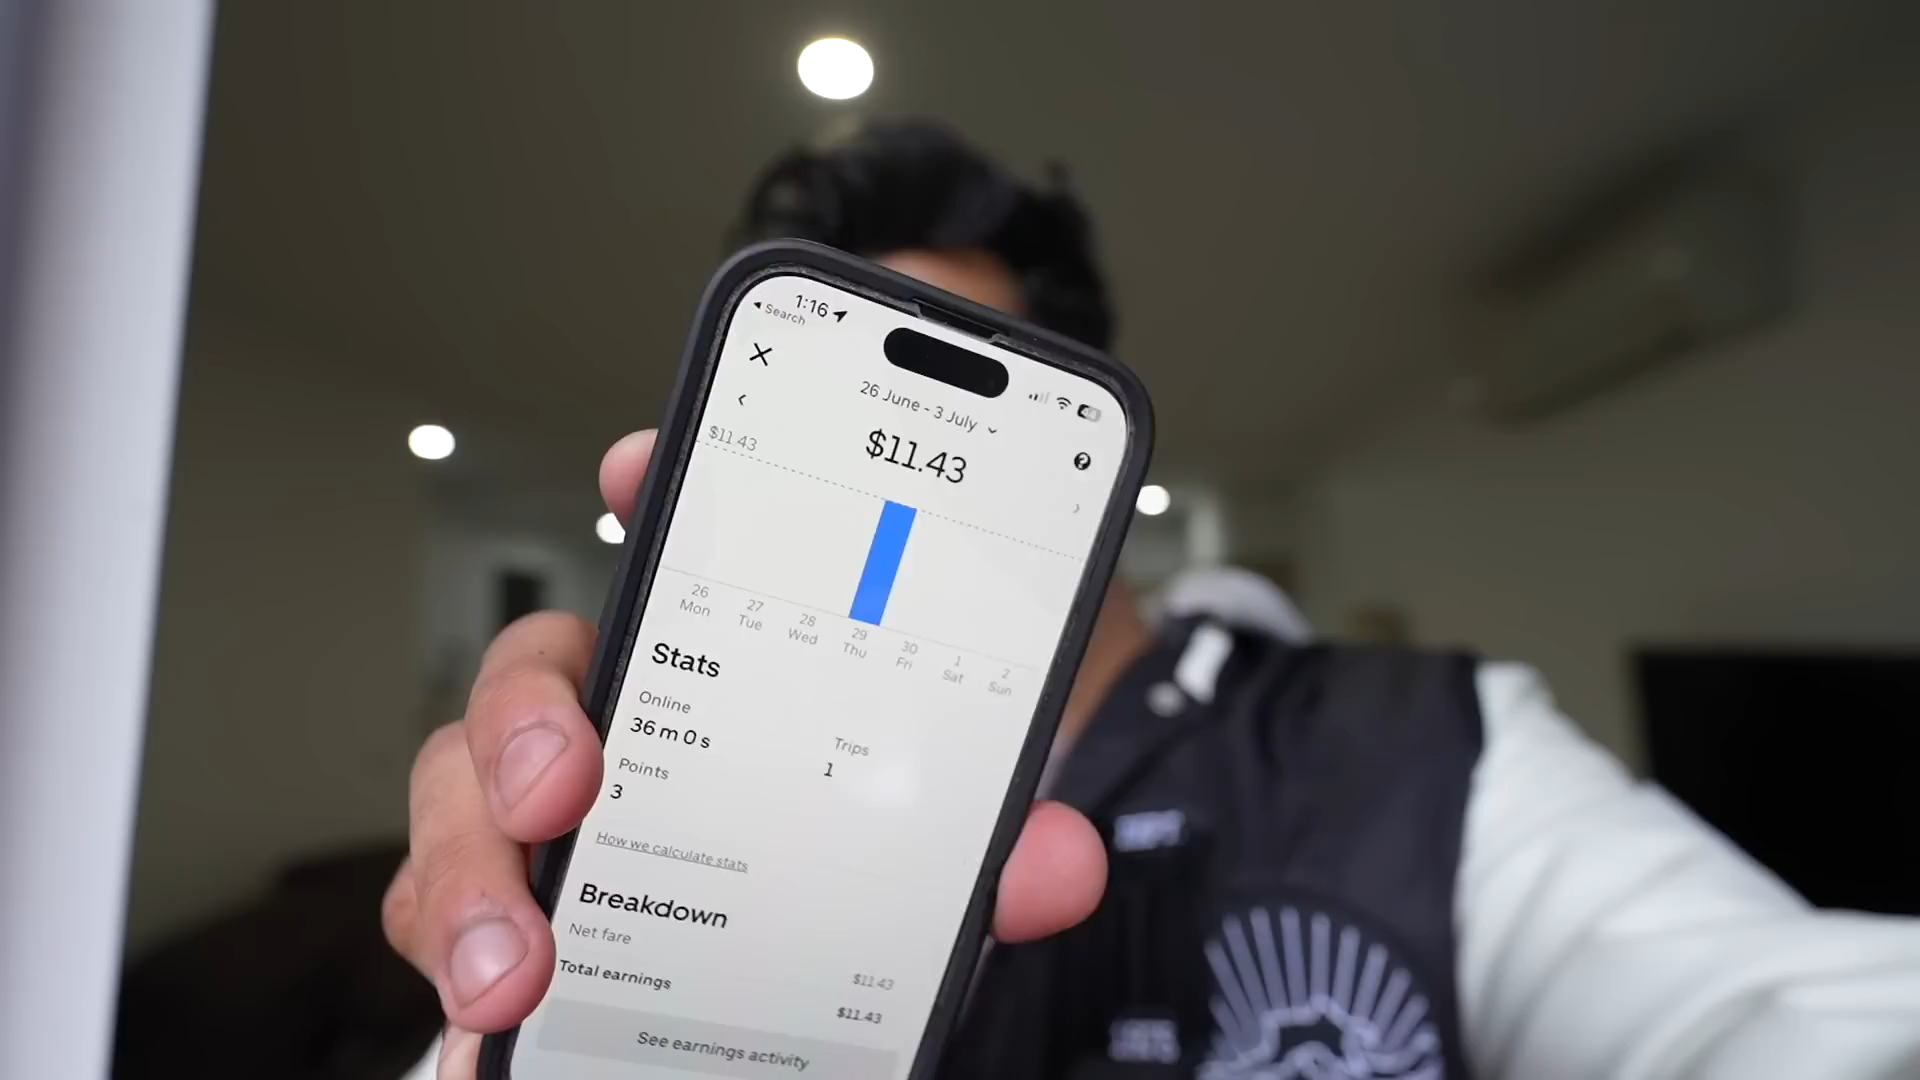 1:16
Search
26 June - 3 July
$11.43
$11.43
26 Mon
27 Tue
28 Wed
29 Thu
30 Fri
1 Sat
2 Sun
Stats
Online
36 m 0 s
Trips
1
Points
3
How we calculate stats
Breakdown
Net fare
$11.43
Total earnings
$11.43
See earnings activity